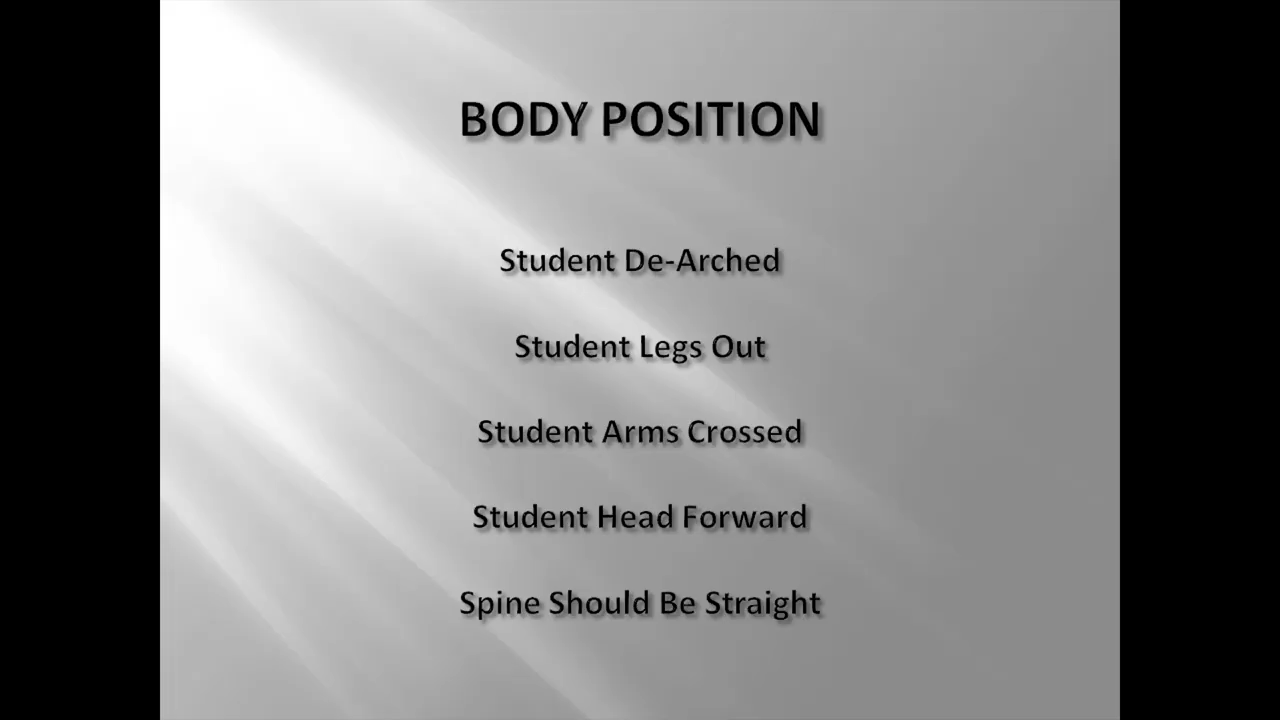 BODY POSITION
Student De-Arched
Student Legs Out
Student Arms Crossed
Student Head Forward
Spine Should Be Straight